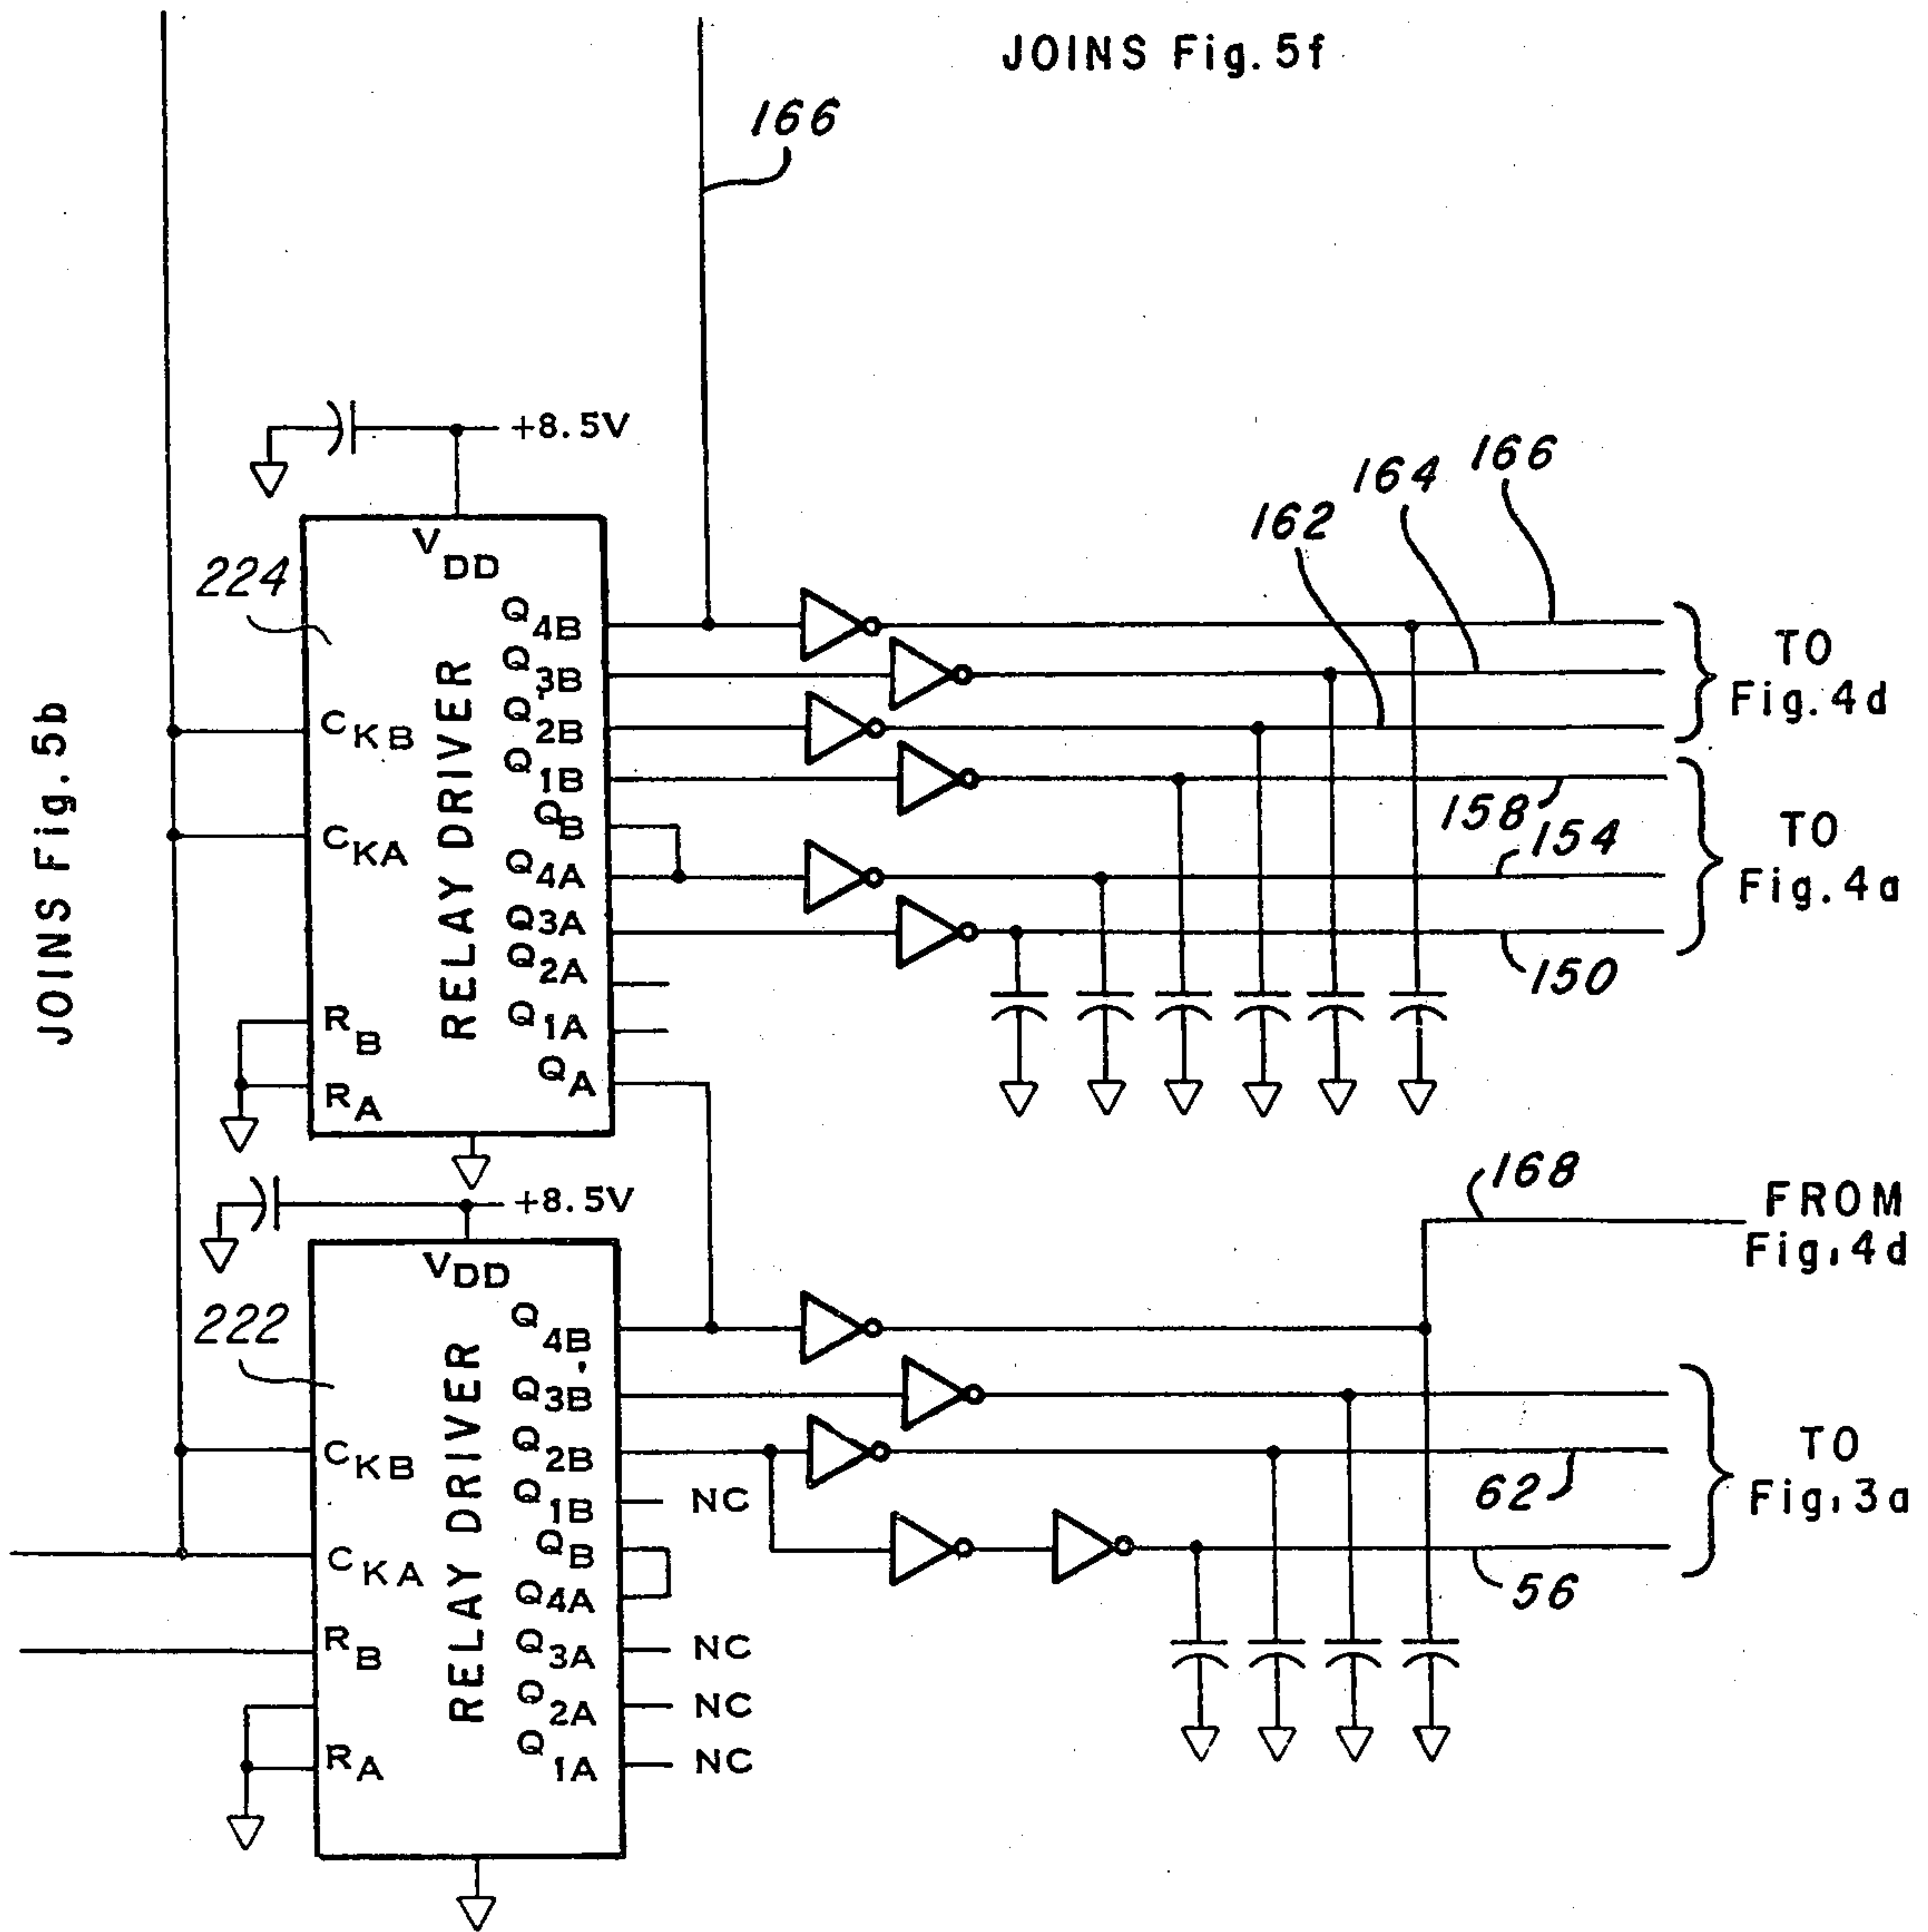 JOINS Fig. 5f
166
JOINS Fig. 5b
+8.5V
224
VDD
RELAY DRIVER
CKB
CKA
RB
RA
Q4B
Q3B
Q2B
Q1B
QB
Q4A
Q3A
Q2A
Q1A
QA
162
164
166
TO
Fig. 4d
158
154
TO
Fig. 4a
150
+8.5V
222
VDD
RELAY DRIVER
CKB
CKA
RB
RA
Q4B
Q3B
Q2B
Q1B NC
QB
Q4A
Q3A NC
Q2A NC
Q1A NC
168
FROM
Fig. 4d
62
TO
Fig. 3a
56